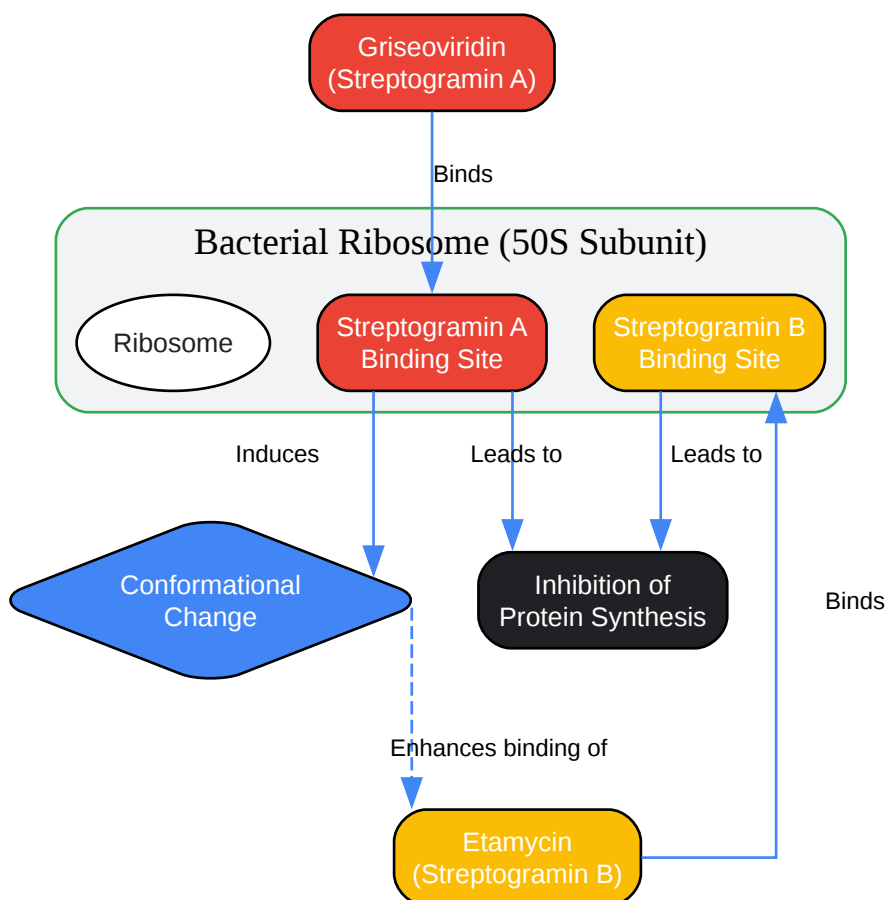 Griseoviridin
(Streptogramin A)
Binds
Bacterial Ribosome (50S Subunit)
Ribosome
Streptogramin A
Binding Site
Streptogramin B
Binding Site
Induces
Leads to
Leads to
Conformational
Change
Inhibition of
Protein Synthesis
Binds
Enhances binding of
Etamycin
(Streptogramin B)